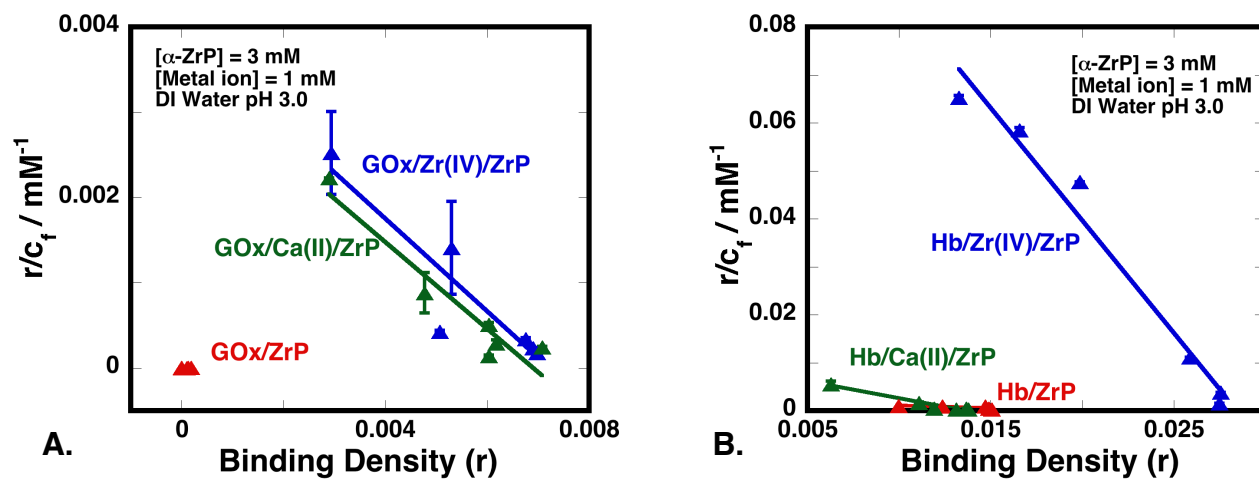 0.004
0.002
0
r/c_f / mM^-1
[α-ZrP] = 3 mM
[Metal ion] = 1 mM
DI Water pH 3.0
GOx/Zr(IV)/ZrP
GOx/Ca(II)/ZrP
GOx/ZrP
0 0.004 0.008
A. Binding Density (r)
0.08
0.06
0.04
0.02
0
r/c_f / mM^-1
[α-ZrP] = 3 mM
[Metal ion] = 1 mM
DI Water pH 3.0
Hb/Zr(IV)/ZrP
Hb/Ca(II)/ZrP
Hb/ZrP
0.005 0.015 0.025
B. Binding Density (r)